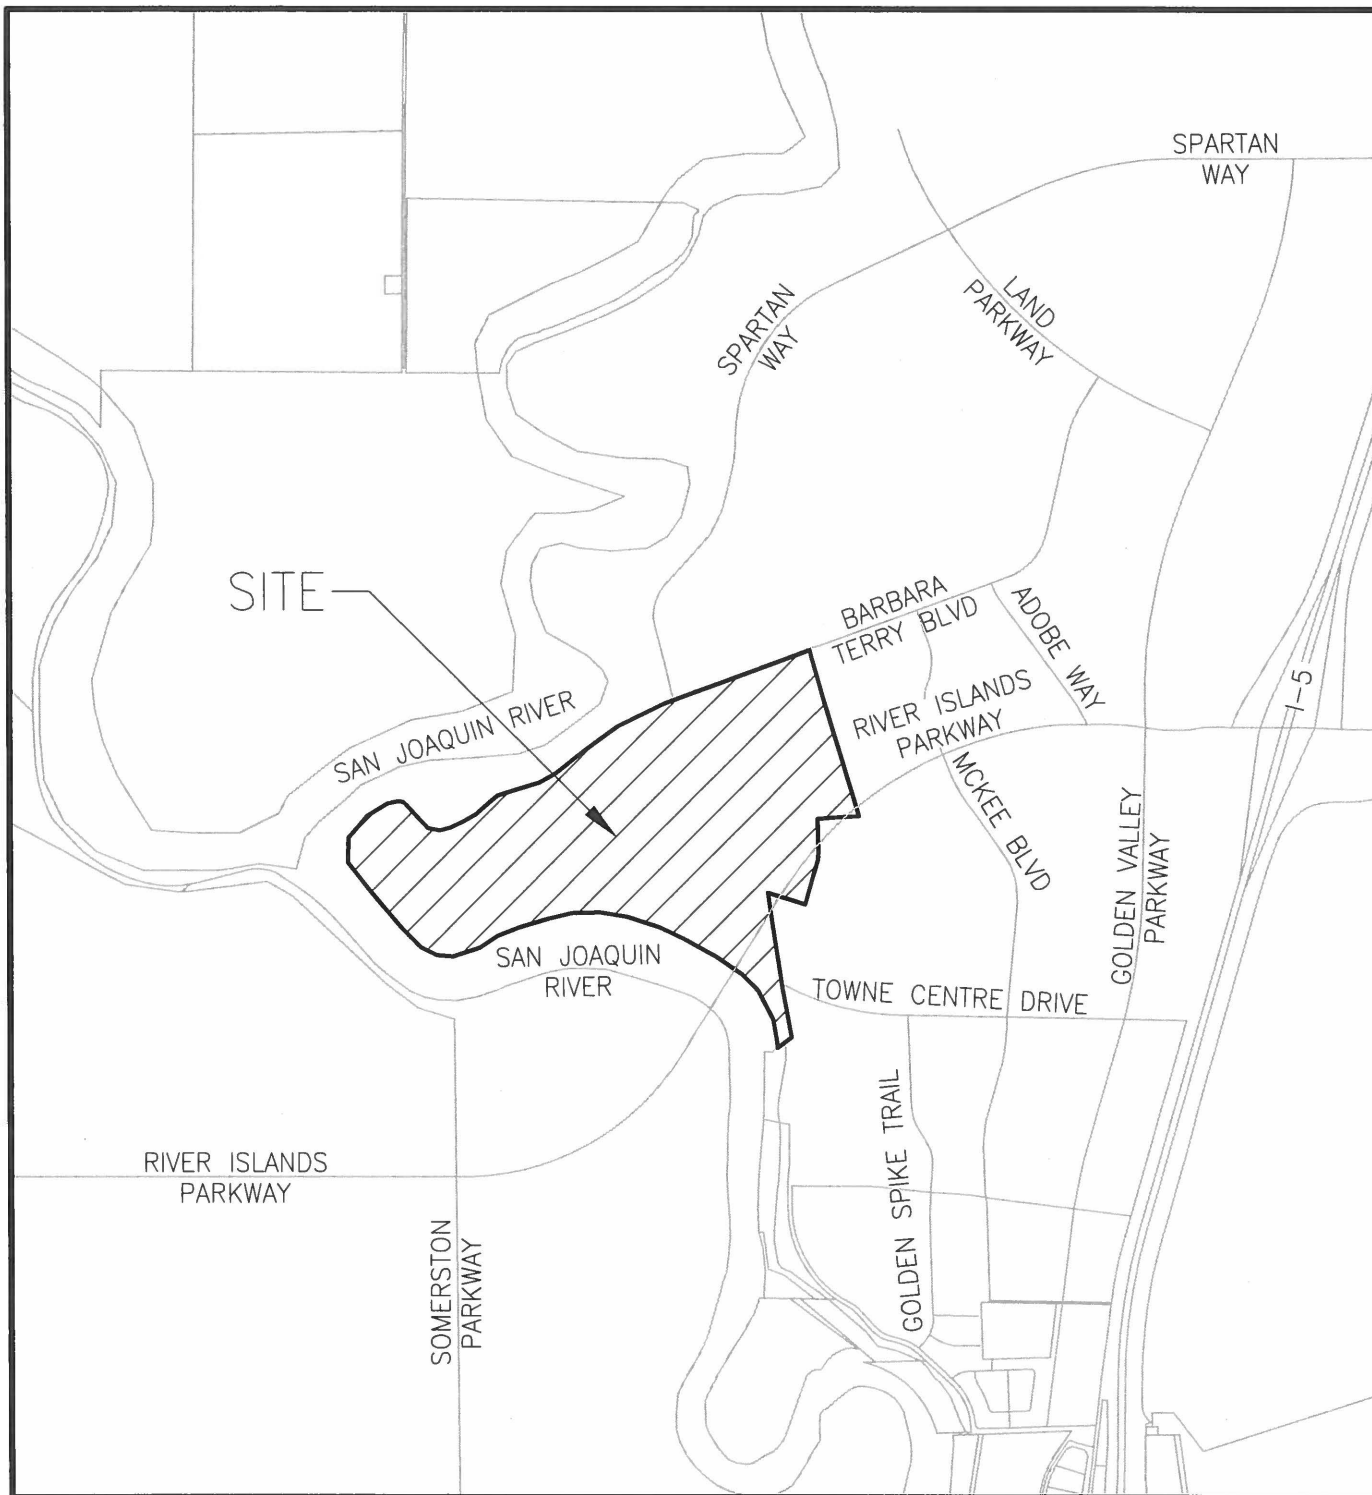 SPARTAN
WAY
LAND
PARKWAY
SPARTAN
WAY
SITE
BARBARA
TERRY BLVD
ADOBE WAY
RIVER ISLANDS
PARKWAY
I-5
SAN JOAQUIN RIVER
MCKEE BLVD
GOLDEN VALLEY
PARKWAY
SAN JOAQUIN
RIVER
TOWNE CENTRE DRIVE
GOLDEN SPIKE TRAIL
RIVER ISLANDS
PARKWAY
SOMERSTON
PARKWAY